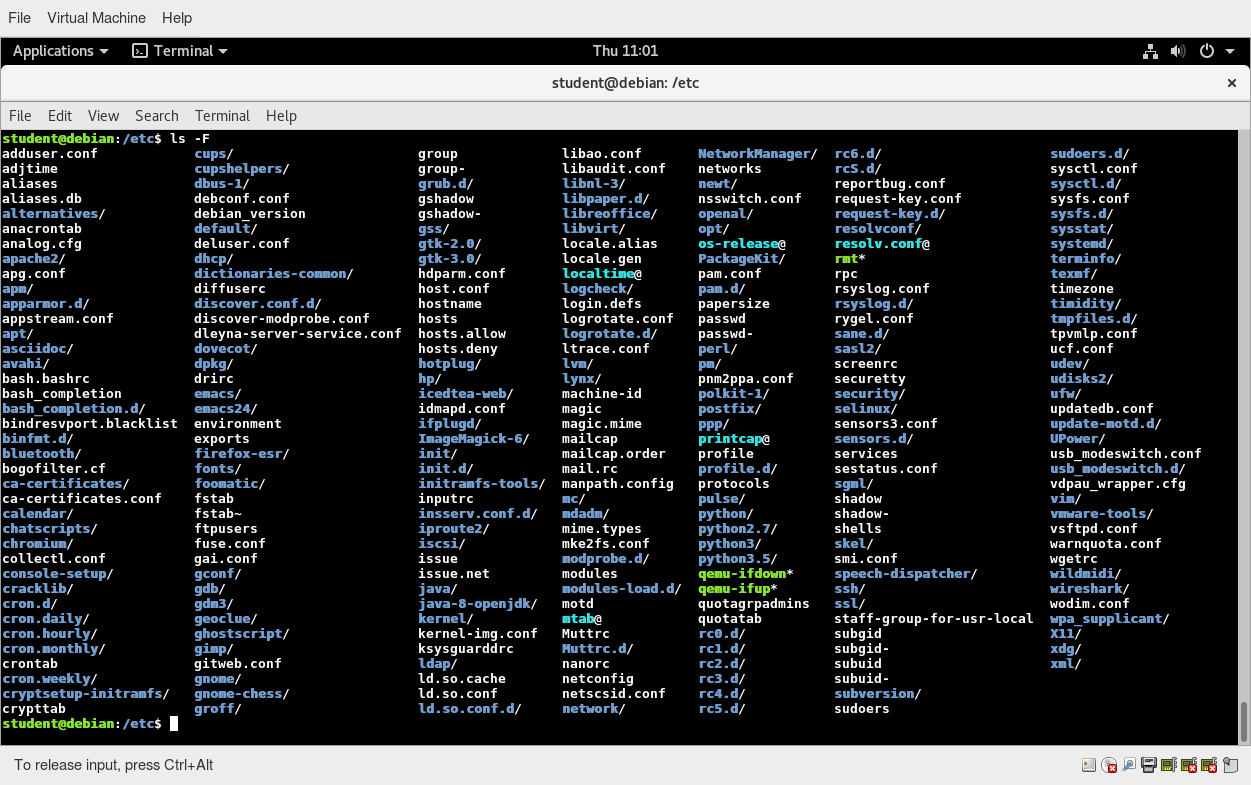 File Virtual Machine Help
Applications Terminal Thu 11:01
student@debian: /etc ×
File Edit View Search Terminal Help
student@debian:/etc$ ls -F
adduser.conf cups/ group libao.conf NetworkManager/ rc6.d/ sudoers.d/
adjtime cupshelpers/ group- libaudit.conf networks rcS.d/ sysctl.conf
aliases dbus-1/ grub.d/ libnl-3/ newt/ reportbug.conf sysctl.d/
aliases.db debconf.conf gshadow libpaper.d/ nsswitch.conf request-key.conf sysfs.conf
alternatives/ debian_version gshadow- libreoffice/ openal/ request-key.d/ sysfs.d/
anacrontab default/ gss/ libvirt/ opt/ resolvconf/ sysstat/
analog.cfg deluser.conf gtk-2.0/ locale.alias os-release@ resolv.conf@ systemd/
apache2/ dhcp/ gtk-3.0/ locale.gen PackageKit/ rmt* terminfo/
apg.conf dictionaries-common/ hdparm.conf localtime@ pam.conf rpc texmf/
apm/ diffuserc host.conf logcheck/ pam.d/ rsyslog.conf timezone
apparmor.d/ discover.conf.d/ hostname login.defs papersize rsyslog.d/ timidity/
appstream.conf discover-modprobe.conf hosts logrotate.conf passwd rygel.conf tmpfiles.d/
apt/ dleyna-server-service.conf hosts.allow logrotate.d/ passwd- sane.d/ tpvmlp.conf
asciidoc/ dovecot/ hosts.deny ltrace.conf perl/ sasl2/ ucf.conf
avahi/ dpkg/ hotplug/ lvm/ pm/ screenrc udev/
bash.bashrc drirc hp/ lynx/ pnm2ppa.conf securetty udisks2/
bash_completion emacs/ icedtea-web/ machine-id polkit-1/ security/ ufw/
bash_completion.d/ emacs24/ idmapd.conf magic postfix/ selinux/ updatedb.conf
bindresvport.blacklist environment ifplugd/ magic.mime ppp/ sensors3.conf update-motd.d/
binfmt.d/ exports ImageMagick-6/ mailcap printcap@ sensors.d/ UPower/
bluetooth/ firefox-esr/ init/ mailcap.order profile services usb_modeswitch.conf
bogofilter.cf fonts/ init.d/ mail.rc profile.d/ sestatus.conf usb_modeswitch.d/
ca-certificates/ foomatic/ initramfs-tools/ manpath.config protocols sgml/ vdpau_wrapper.cfg
ca-certificates.conf fstab inputrc mc/ pulse/ shadow vim/
calendar/ fstab~ insserv.conf.d/ mdadm/ python/ shadow- vmware-tools/
chatscripts/ ftpusers iproute2/ mime.types python2.7/ shells vsftpd.conf
chromium/ fuse.conf iscsi/ mke2fs.conf python3/ skel/ warnquota.conf
collectl.conf gai.conf issue modprobe.d/ python3.5/ smi.conf wgetrc
console-setup/ gconf/ issue.net modules qemu-ifdown* speech-dispatcher/ wildmidi/
cracklib/ gdb/ java/ modules-load.d/ qemu-ifup* ssh/ wireshark/
cron.d/ gdm3/ java-8-openjdk/ motd quotagrpadmins ssl/ wodim.conf
cron.daily/ geoclue/ kernel/ mtab@ quotatab staff-group-for-usr-local wpa_supplicant/
cron.hourly/ ghostscript/ kernel-img.conf Muttrc rc0.d/ subgid X11/
cron.monthly/ gimp/ ksysguarddrc Muttrc.d/ rc1.d/ subgid- xdg/
crontab gitweb.conf ldap/ nanorc rc2.d/ subuid xml/
cron.weekly/ gnome/ ld.so.cache netconfig rc3.d/ subuid-
cryptsetup-initramfs/ gnome-chess/ ld.so.conf netscsid.conf rc4.d/ subversion/
crypttab groff/ ld.so.conf.d/ network/ rc5.d/ sudoers
student@debian:/etc$
To release input, press Ctrl+Alt